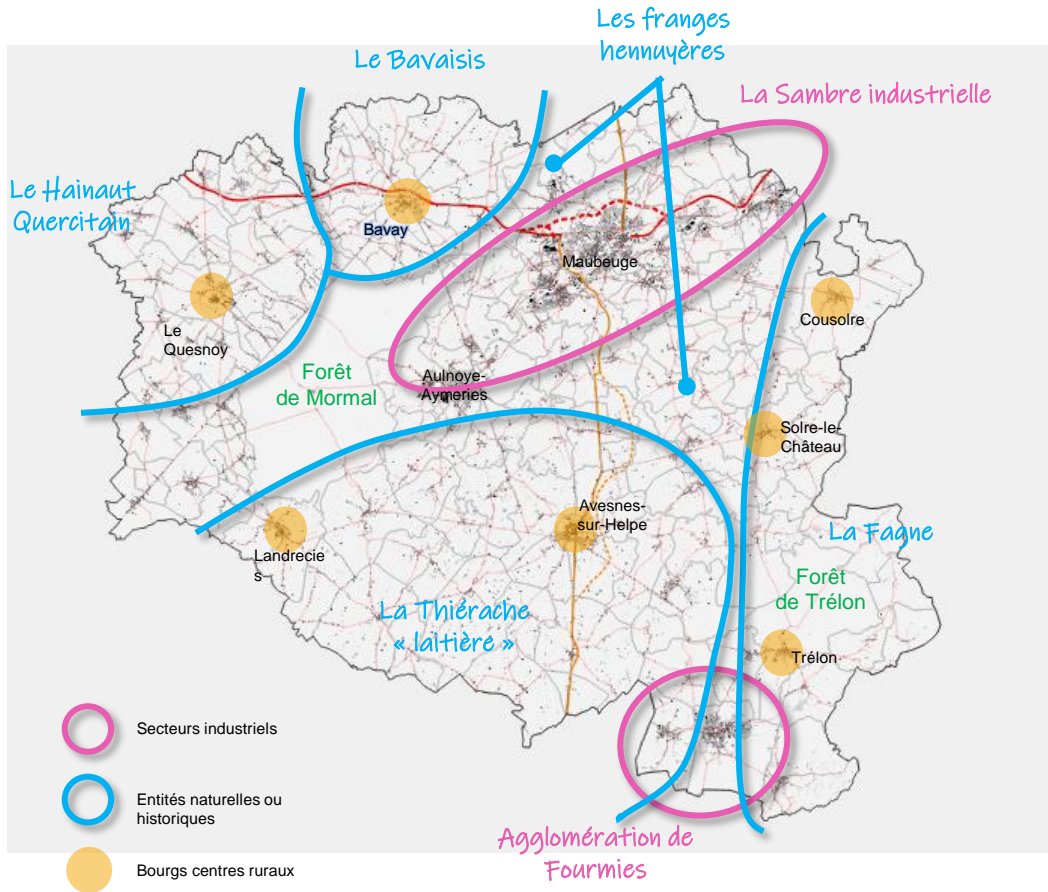 Les franges
hennuyères
Le Bavaisis
La Sambre industrielle
Le Hainaut
Quercitain
Bavay
Maubeuge
Cousolre
Le
Quesnoy
Forêt
de Mormal
Aulnoye-
Aymeries
Solre-le-
Château
Avesnes-
sur-Helpe
La Fagne
Landrecie
s
Forêt
de Trélon
La Thiérache
« laitière »
Trélon
Secteurs industriels
Entités naturelles ou
historiques
Agglomération de
Fourmies
Bourgs centres ruraux